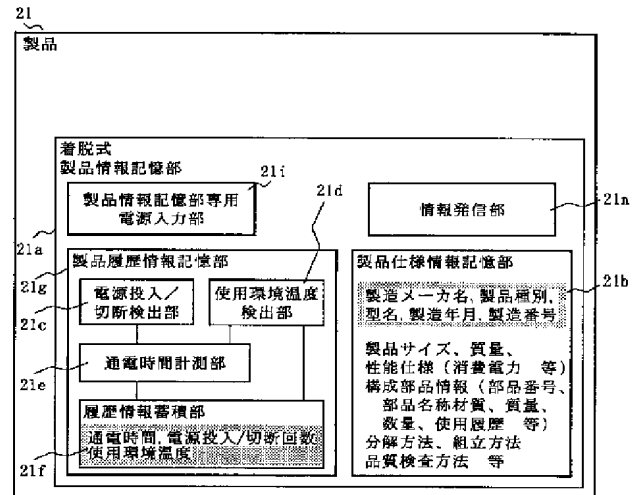 21
製品
着脱式
製品情報記憶部
21i
製品情報記憶部専用
電源入力部
21d
情報発信部
21n
21a
21g
製品履歴情報記憶部
電源投入/
切断検出部
21c
使用環境温度
検出部
通電時間計測部
21e
履歴情報蓄積部
通電時間,電源投入/切断回数
使用環境温度
21f
製品仕様情報記憶部
21b
製造メーカ名、製品種別、
型名、製造年月、製造番号
製品サイズ、質量、
性能仕様(消費電力 等)
構成部品情報(部品番号、
部品名称材質、質量、
数量、使用履歴 等)
分解方法、組立方法
品質検査方法 等